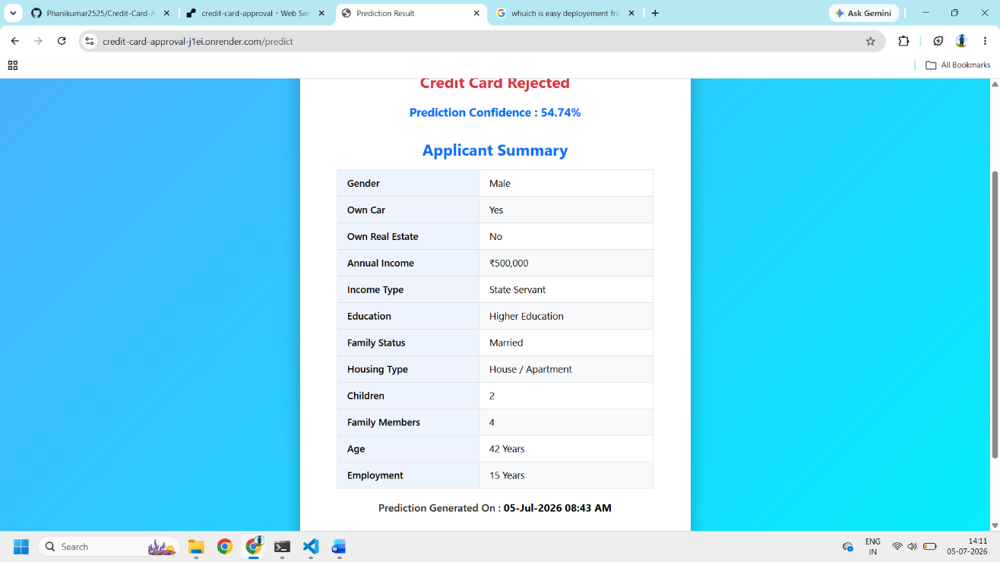 Phanikumar2525/Credit-Card-A
credit-card-approval · Web Ser
Prediction Result
whuich is easy deployement fro
Ask Gemini
credit-card-approval-j1ei.onrender.com/predict
All Bookmarks
Credit Card Rejected
Prediction Confidence : 54.74%
Applicant Summary
Gender Male
Own Car Yes
Own Real Estate No
Annual Income ₹500,000
Income Type State Servant
Education Higher Education
Family Status Married
Housing Type House / Apartment
Children 2
Family Members 4
Age 42 Years
Employment 15 Years
Prediction Generated On : 05-Jul-2026 08:43 AM
Search
ENG
IN
14:11
05-07-2026